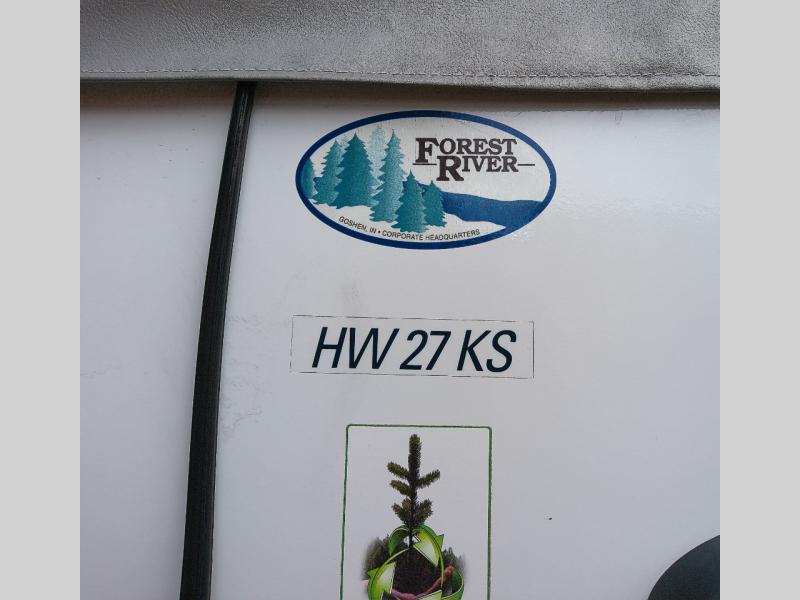 FOREST
RIVER
GOSHEN, IN • CORPORATE HEADQUARTERS
HW 27 KS